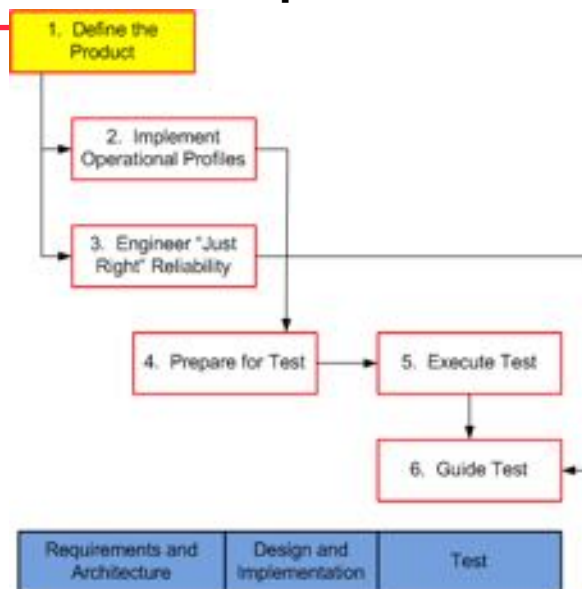 1. Define the
Product
2. Implement
Operational Profiles
3. Engineer "Just
Right" Reliability
4. Prepare for Test
5. Execute Test
6. Guide Test
Requirements and
Architecture
Design and
Implementation
Test